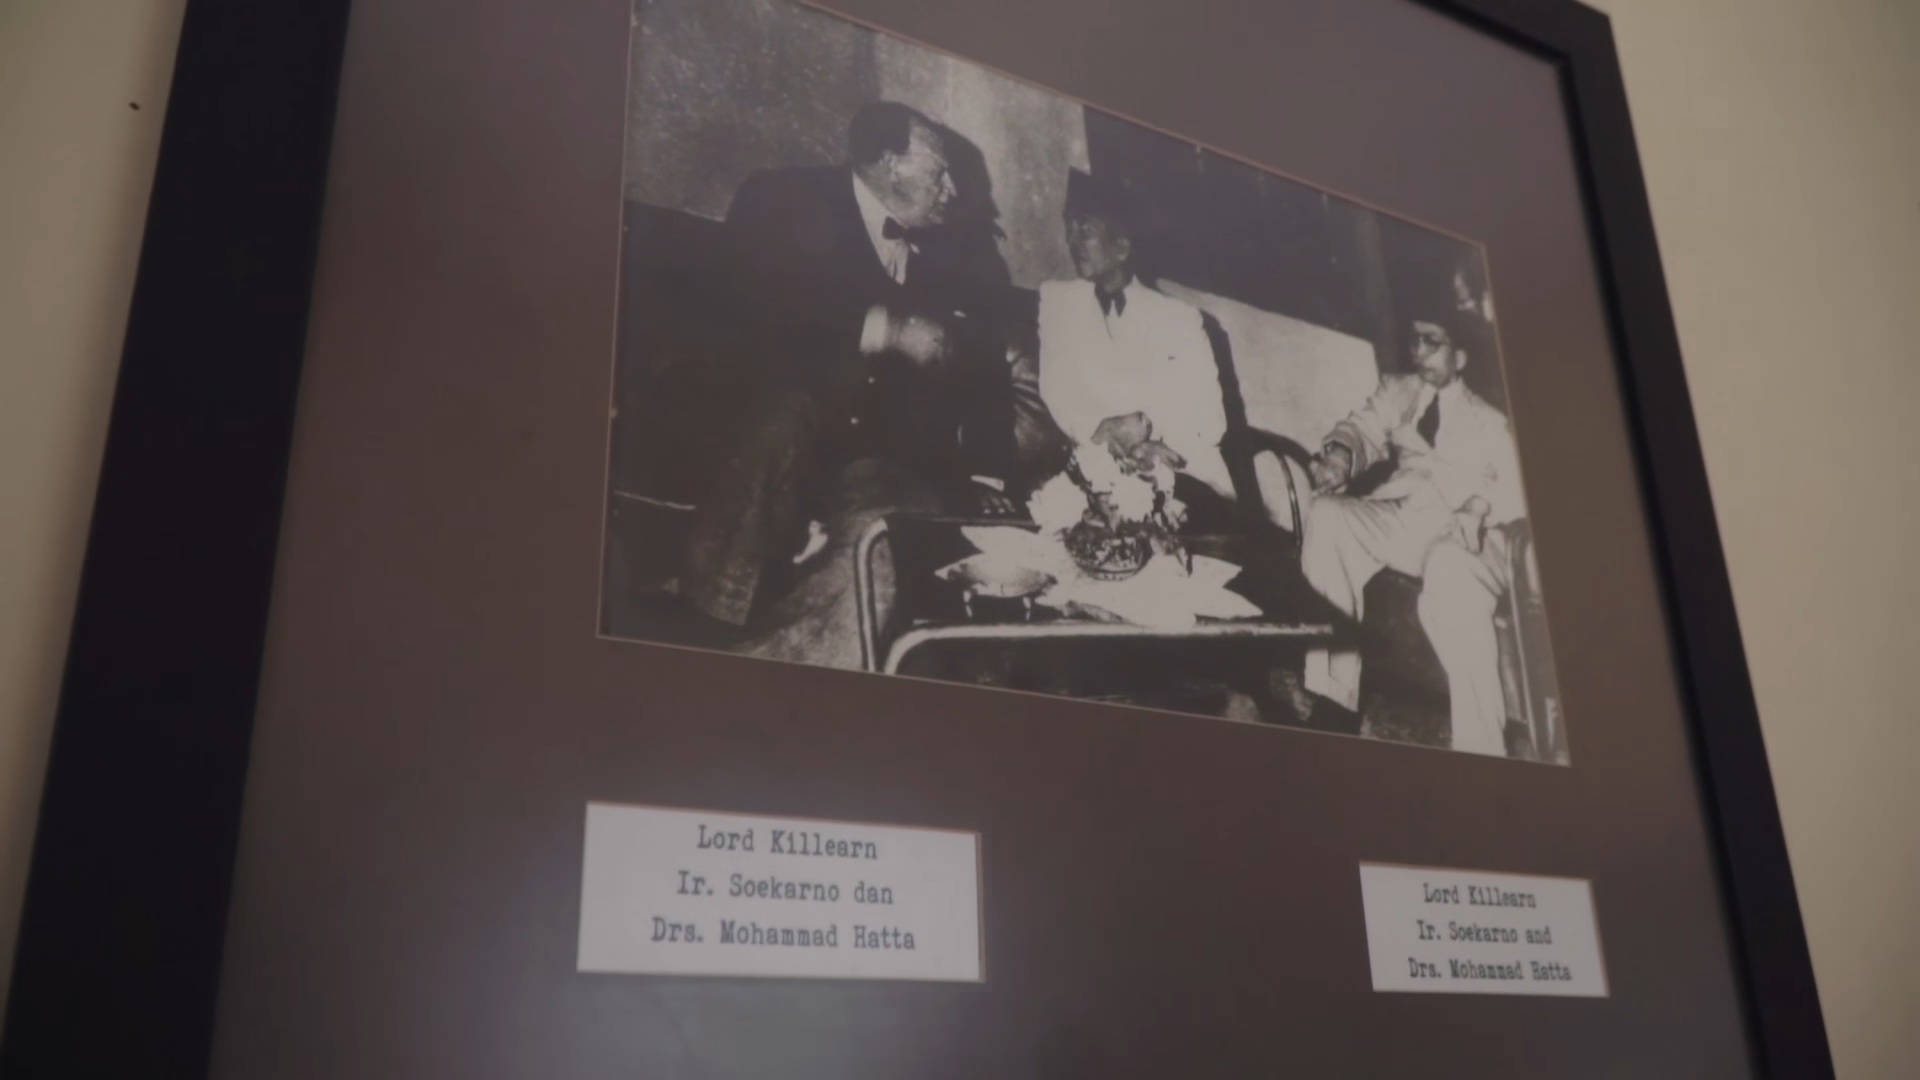 Lord Killearn
Ir. Soekarno dan
Drs. Mohammad Hatta
Lord Killearn
Ir. Soekarno and
Drs. Mohammad Hatta